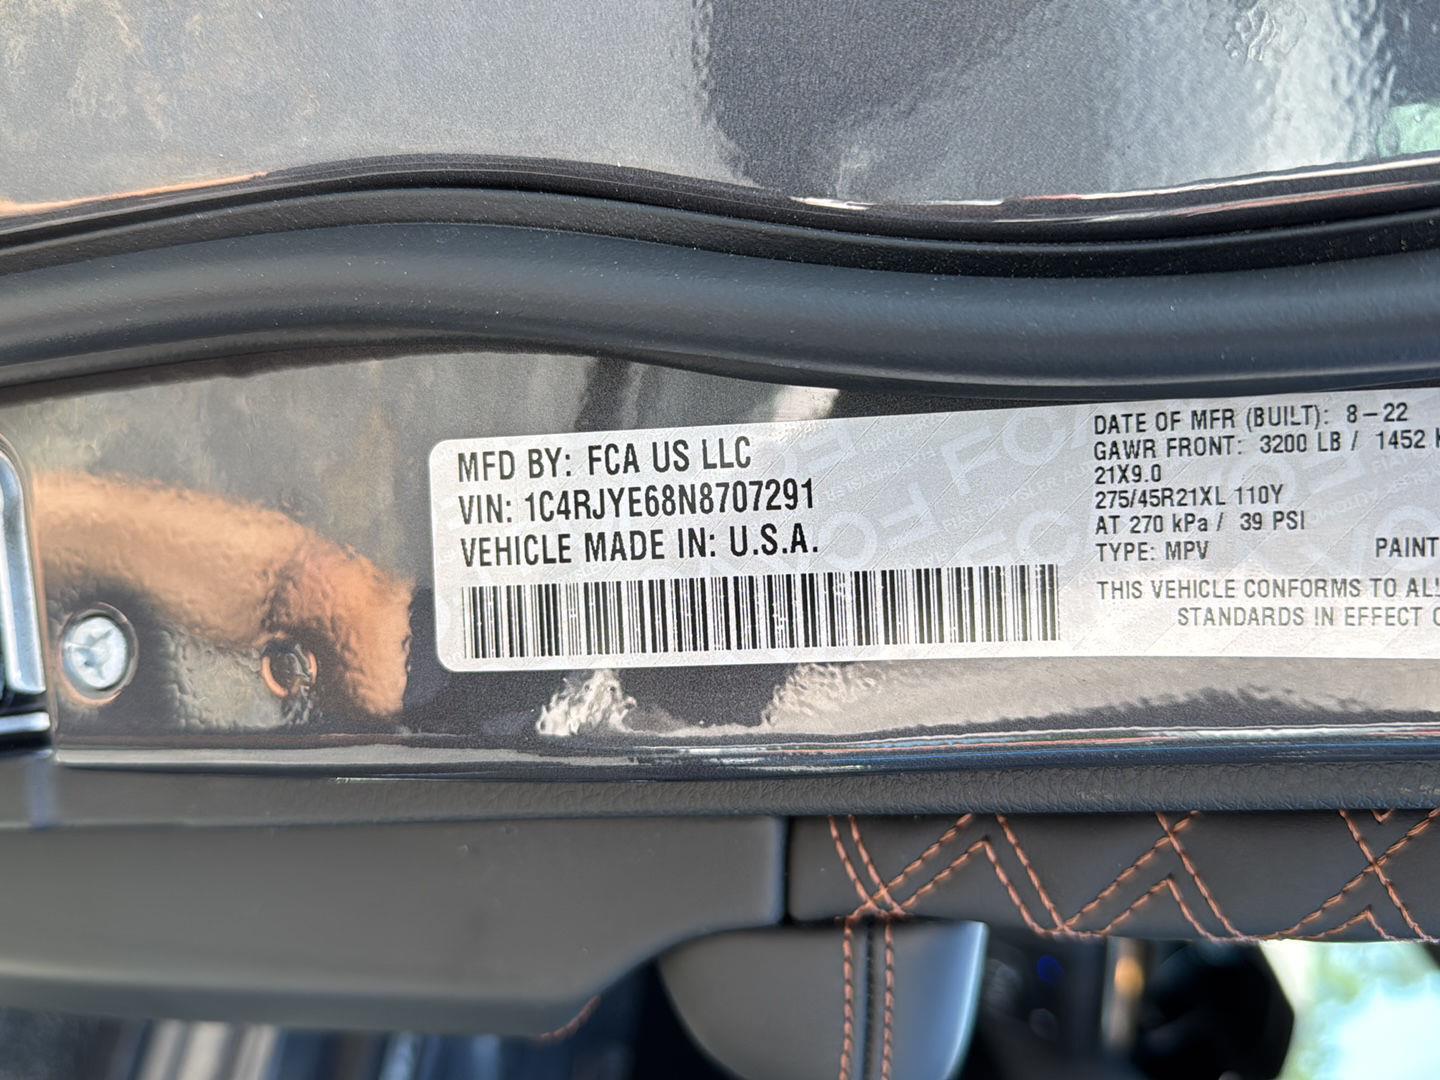 MFD BY: FCA US LLC
VIN: 1C4RJYE68N8707291
VEHICLE MADE IN: U.S.A.
DATE OF MFR (BUILT): 8-22
GAWR FRONT: 3200 LB / 1452
21X9.0
275/45R21XL 110Y
AT 270 kPa / 39 PSI
TYPE: MPV PAINT
THIS VEHICLE CONFORMS TO ALL
STANDARDS IN EFFECT